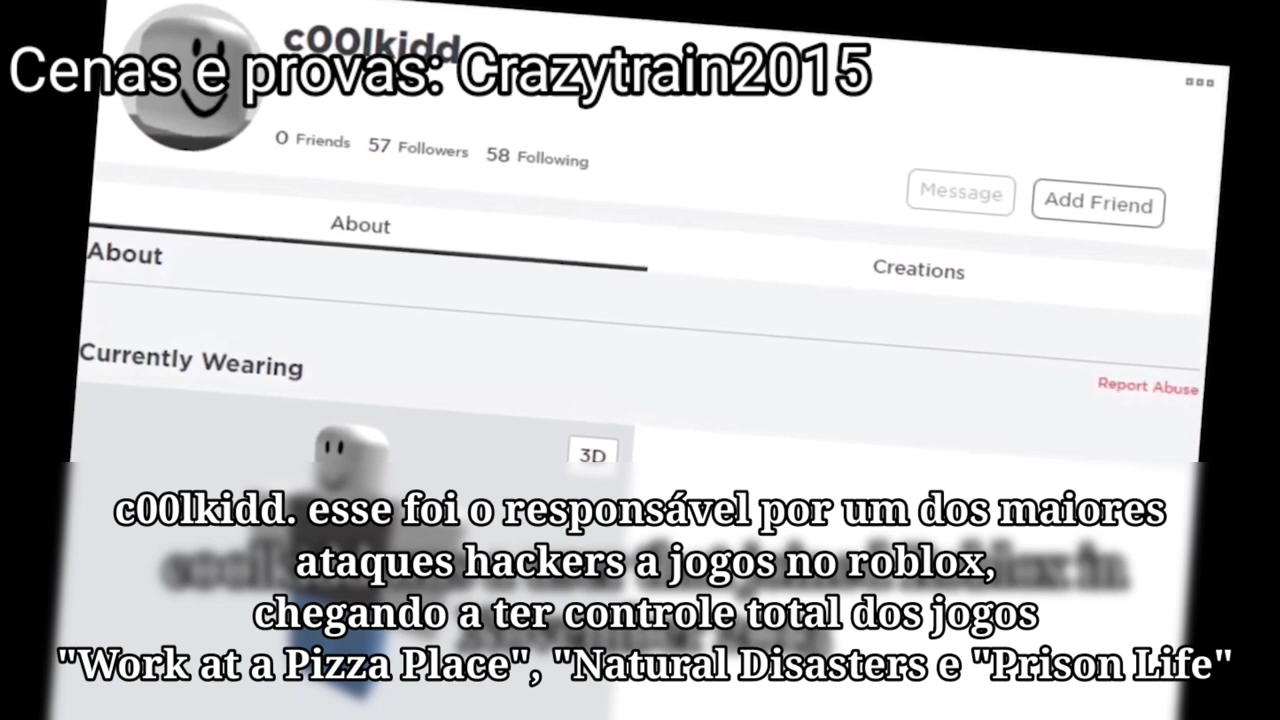 c00lkidd
Cenas e provas: Crazytrain2015
0 Friends 57 Followers 58 Following
Message Add Friend
About Creations
About
Report Abuse
Currently Wearing
3D
c00lkidd. esse foi o responsável por um dos maiores
ataques hackers a jogos no roblox,
chegando a ter controle total dos jogos
"Work at a Pizza Place", "Natural Disasters e "Prison Life"